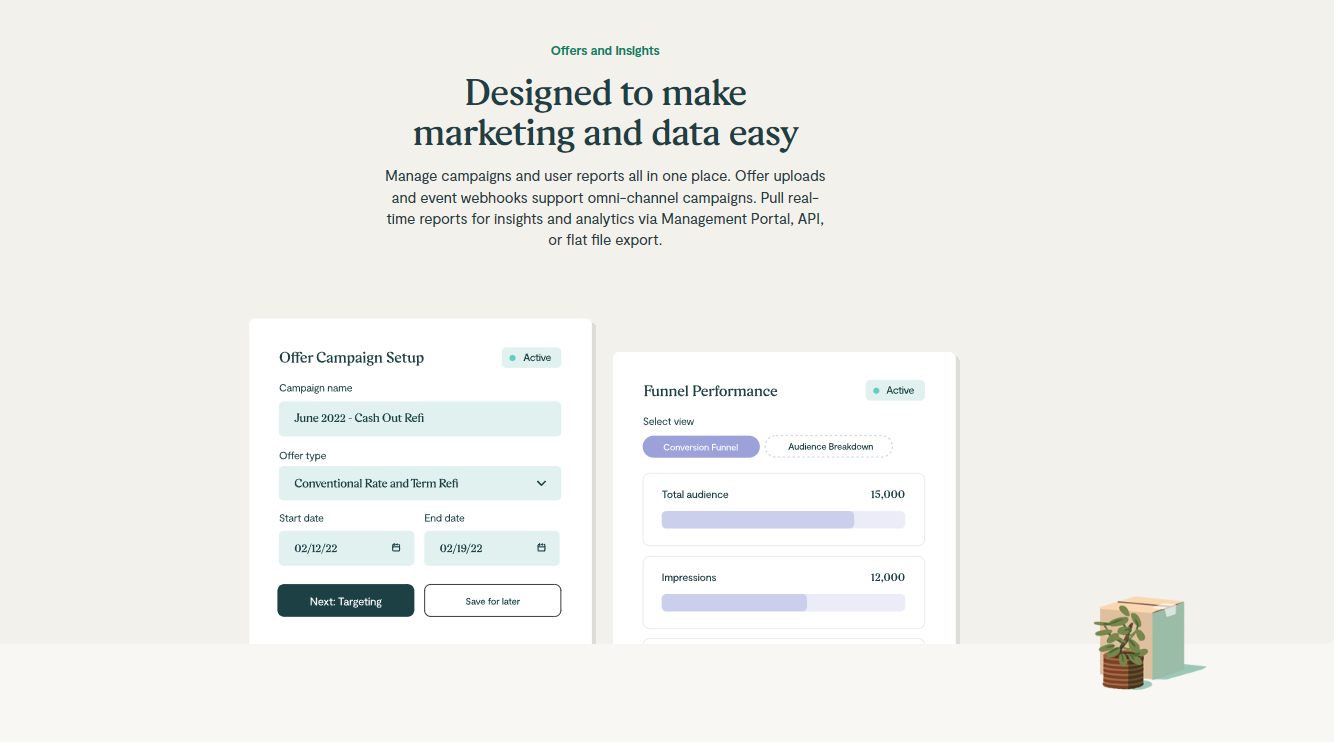 Offers and Insights
Designed to make
marketing and data easy
Manage campaigns and user reports all in one place. Offer uploads
and event webhooks support omni-channel campaigns. Pull real-
time reports for insights and analytics via Management Portal, API,
or flat file export.
Offer Campaign Setup
Active
Campaign name
June 2022 - Cash Out Refi
Offer type
Conventional Rate and Term Refi
Start date
End date
02/12/22
02/19/22
Next: Targeting
Save for later
Funnel Performance
Active
Select view
Conversion Funnel
Audience Breakdown
Total audience
15,000
Impressions
12,000